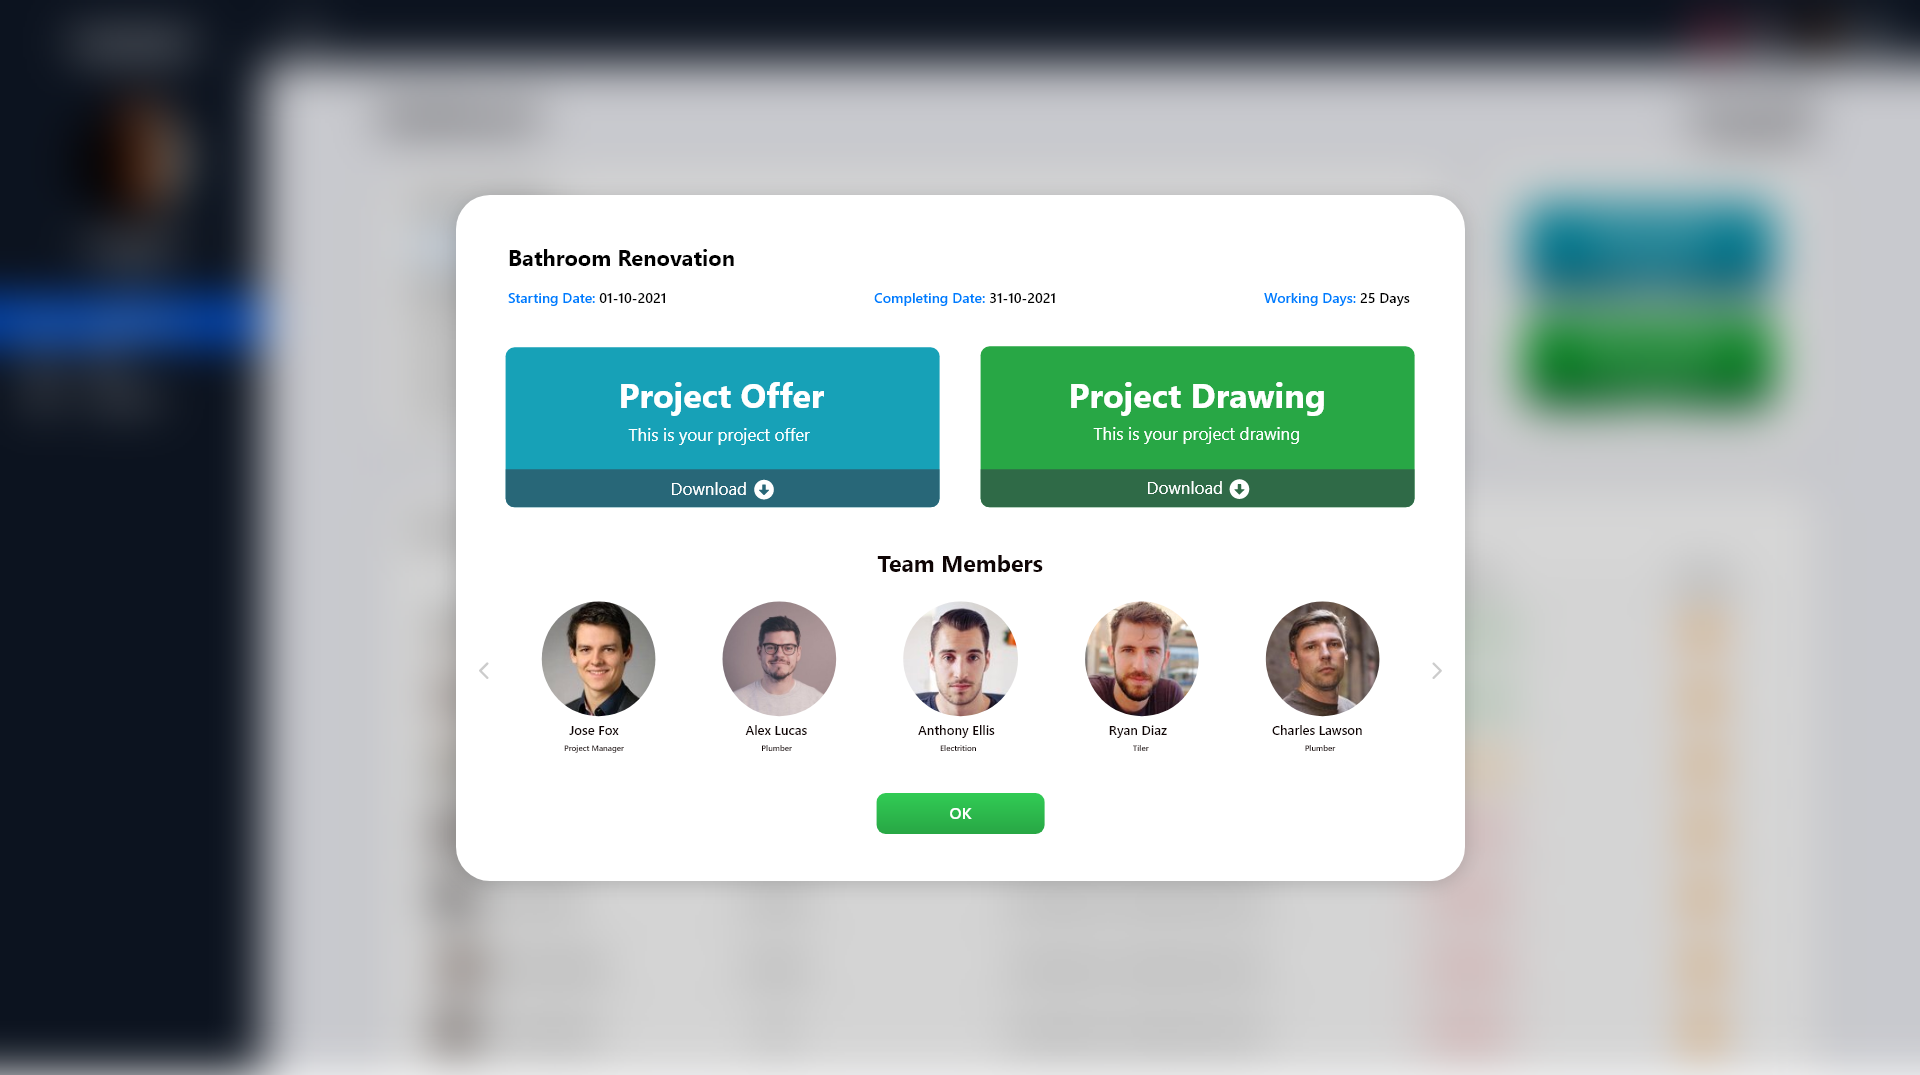 Bathroom Renovation
Starting Date: 01-10-2021 Completing Date: 31-10-2021 Working Days: 25 Days
Project Offer
This is your project offer
Download
Project Drawing
This is your project drawing
Download
Team Members
Jose Fox
Project Manager
Alex Lucas
Plumber
Anthony Ellis
Electrition
Ryan Diaz
Tiler
Charles Lawson
Plumber
OK